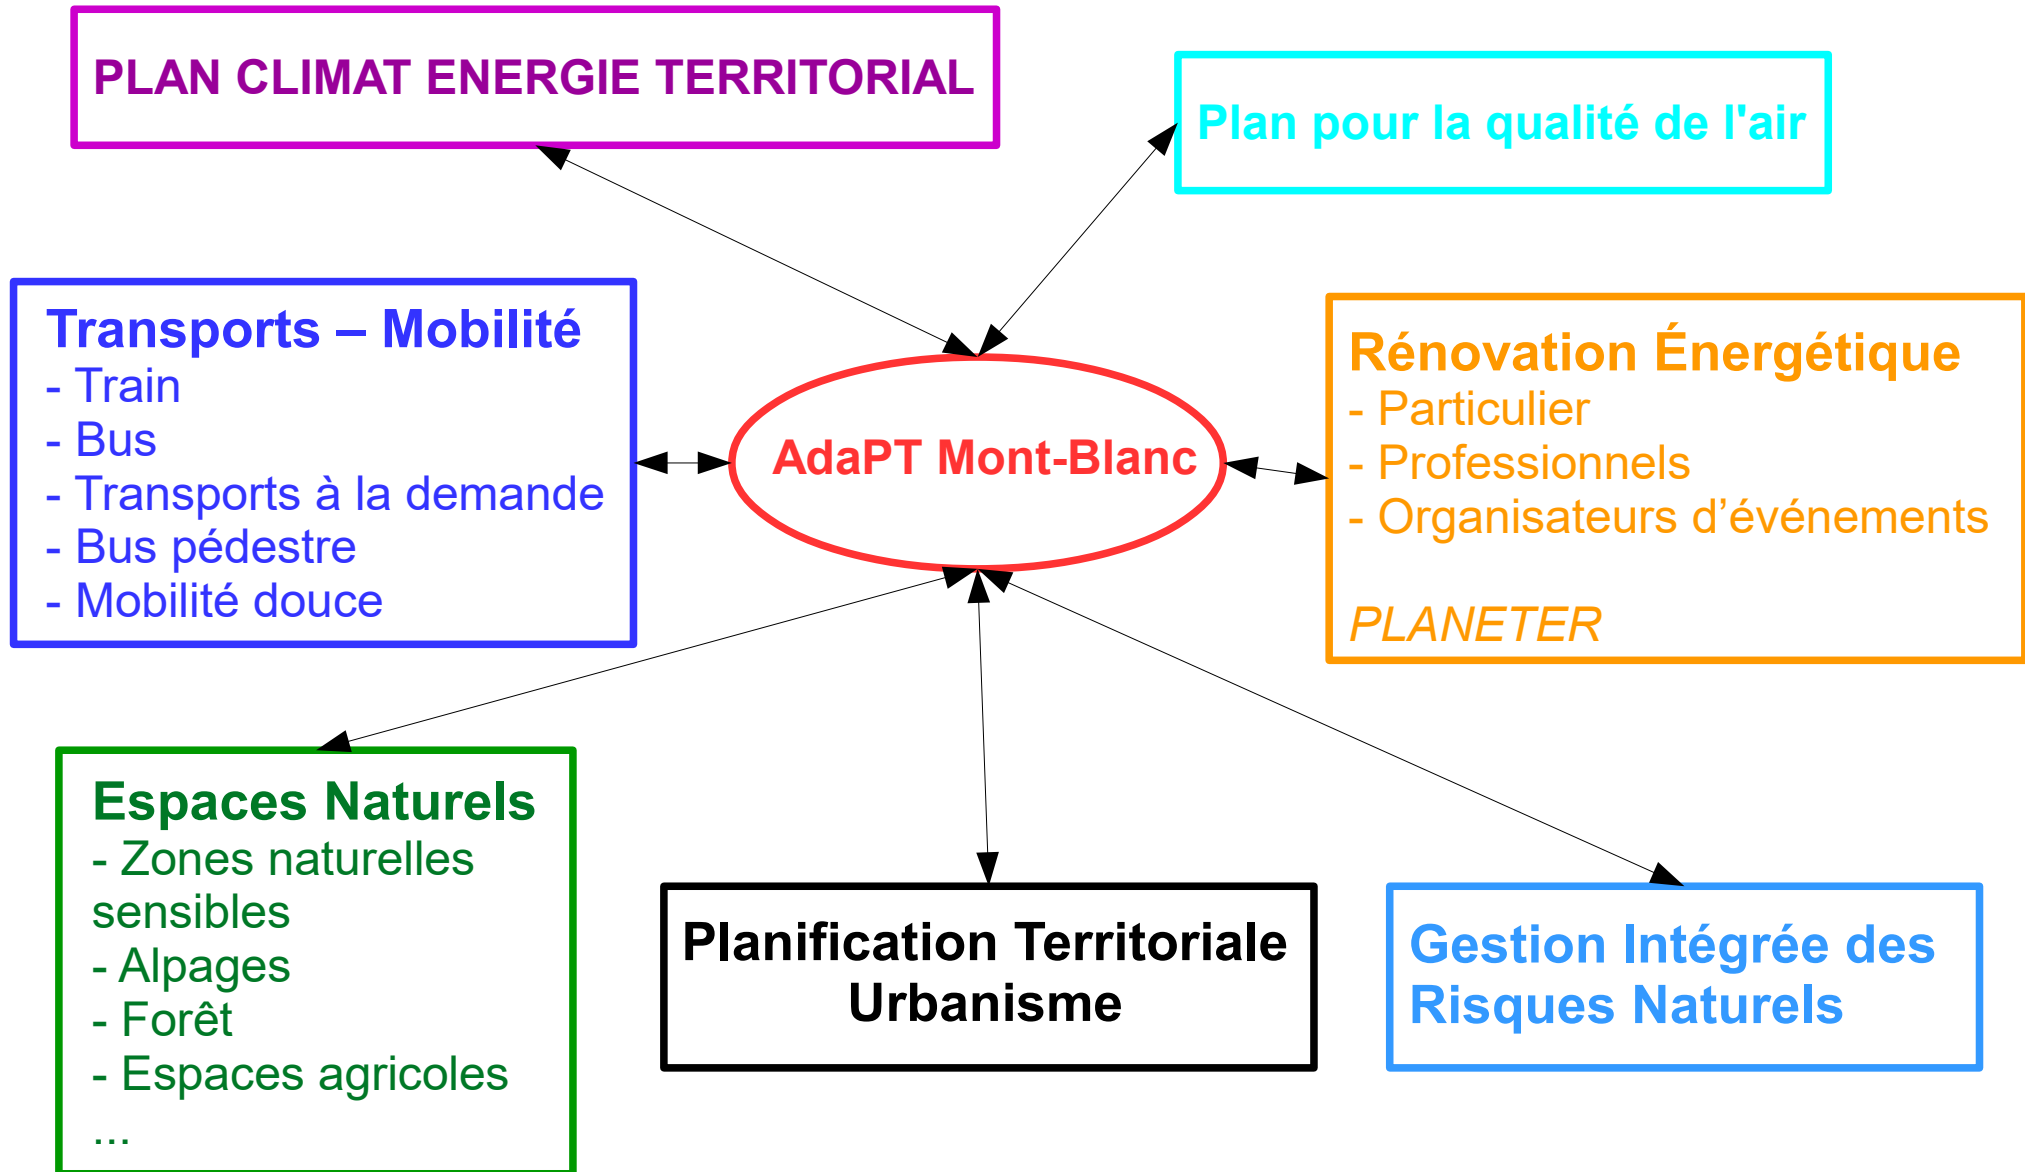 PLAN CLIMAT ENERGIE TERRITORIAL
Plan pour la qualité de l'air
Transports – Mobilité
- Train
- Bus
- Transports à la demande
- Bus pédestre
- Mobilité douce
AdaPT Mont-Blanc
Rénovation Énergétique
- Particulier
- Professionnels
- Organisateurs d’événements
PLANETER
Espaces Naturels
- Zones naturelles
sensibles
- Alpages
- Forêt
- Espaces agricoles
...
Planification Territoriale
Urbanisme
Gestion Intégrée des
Risques Naturels